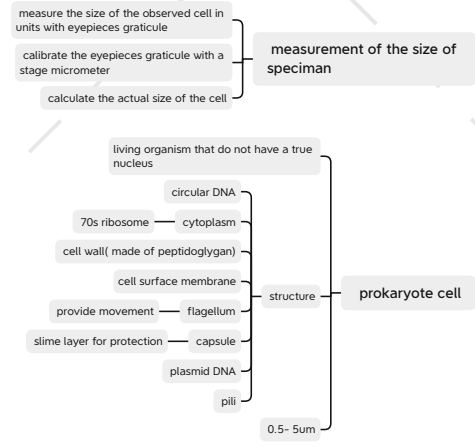 measure the size of the observed cell in
units with eyepieces graticule
calibrate the eyepieces graticule with a
stage micrometer
calculate the actual size of the cell
measurement of the size of
speciman
living organism that do not have a true
nucleus
circular DNA
70s ribosome
cytoplasm
cell wall( made of peptidoglygan)
cell surface membrane
provide movement
flagellum
slime layer for protection
capsule
plasmid DNA
pili
structure
0.5- 5um
prokaryote cell